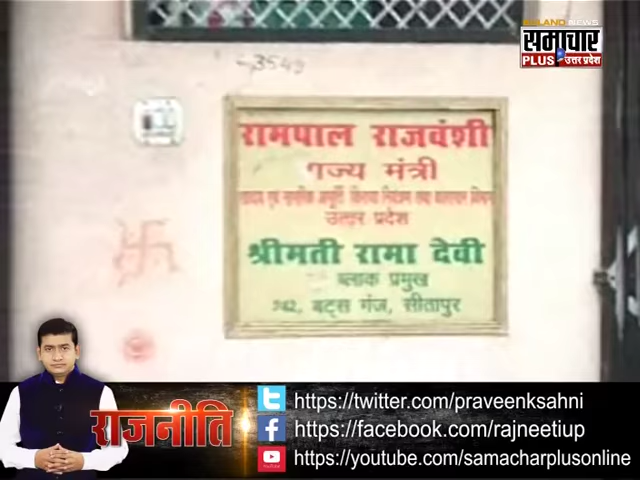 समाचार
PLUS उत्तर प्रदेश
3549
रामपाल राजवंशी
राज्य मंत्री
उत्तर प्रदेश
श्रीमती रामा देवी
ब्लाक प्रमुख
242, बट्स गंज, सीतापुर
राजनीति
https://twitter.com/praveenksahni
https://facebook.com/rajneetiup
https://youtube.com/samacharplusonline